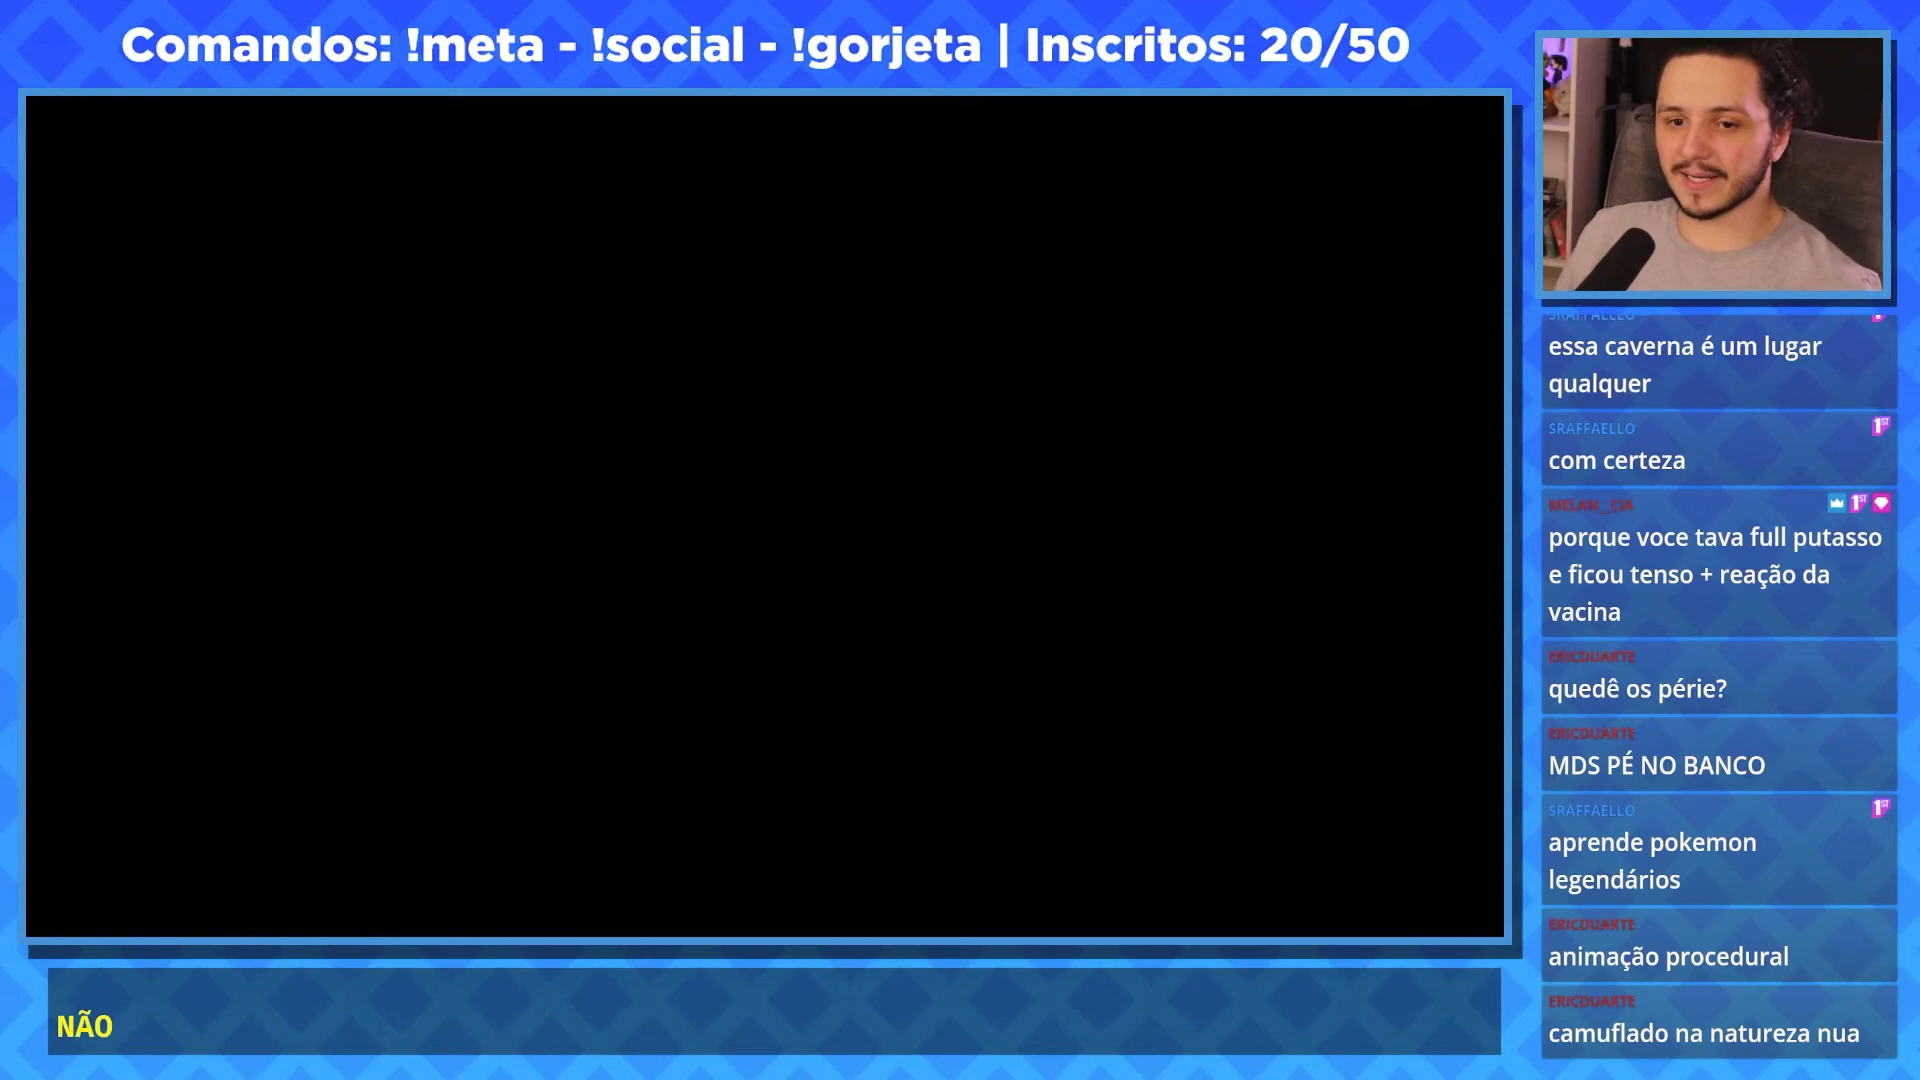 Comandos: !meta - !social - !gorjeta | Inscritos: 20/50
SRAFFAELLO
essa caverna é um lugar
qualquer
SRAFFAELLO
com certeza
MELAN__CIA
porque voce tava full putasso
e ficou tenso + reação da
vacina
ERICDUARTE
quedê os périe?
ERICDUARTE
MDS PÉ NO BANCO
SRAFFAELLO
aprende pokemon
legendários
ERICDUARTE
animação procedural
ERICDUARTE
camuflado na natureza nua
NÃO